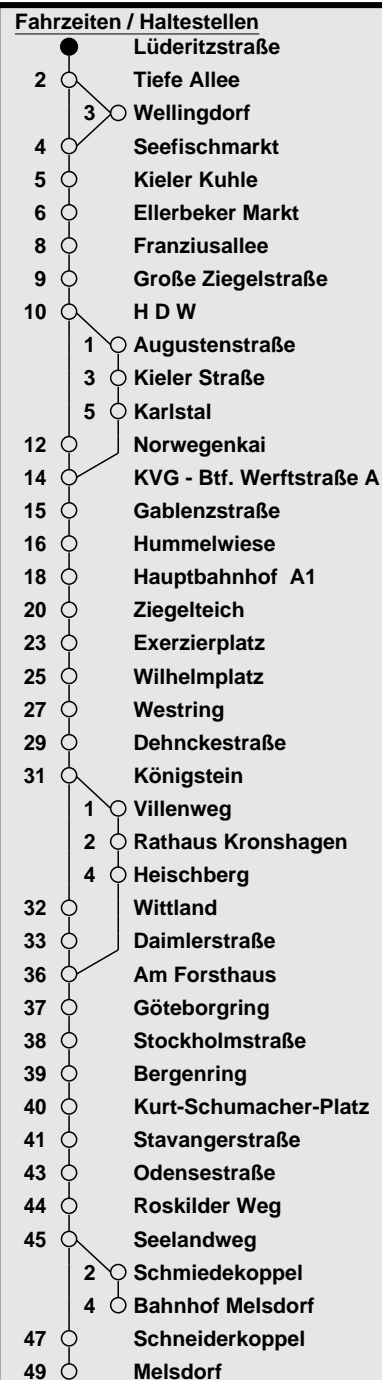 Fahrzeiten / Haltestellen
Lüderitzstraße
2 Tiefe Allee
3 Wellingdorf
4 Seefischmarkt
5 Kieler Kuhle
6 Ellerbeker Markt
8 Franziusallee
9 Große Ziegelstraße
10 H D W
1 Augustenstraße
3 Kieler Straße
5 Karlstal
12 Norwegenkai
14 KVG - Btf. Werftstraße A
15 Gablenzstraße
16 Hummelwiese
18 Hauptbahnhof A1
20 Ziegelteich
23 Exerzierplatz
25 Wilhelmplatz
27 Westring
29 Dehnckestraße
31 Königstein
1 Villenweg
2 Rathaus Kronshagen
4 Heischberg
32 Wittland
33 Daimlerstraße
36 Am Forsthaus
37 Göteborgring
38 Stockholmstraße
39 Bergenring
40 Kurt-Schumacher-Platz
41 Stavangerstraße
43 Odensestraße
44 Roskilder Weg
45 Seelandweg
2 Schmiedekoppel
4 Bahnhof Melsdorf
47 Schneiderkoppel
49 Melsdorf